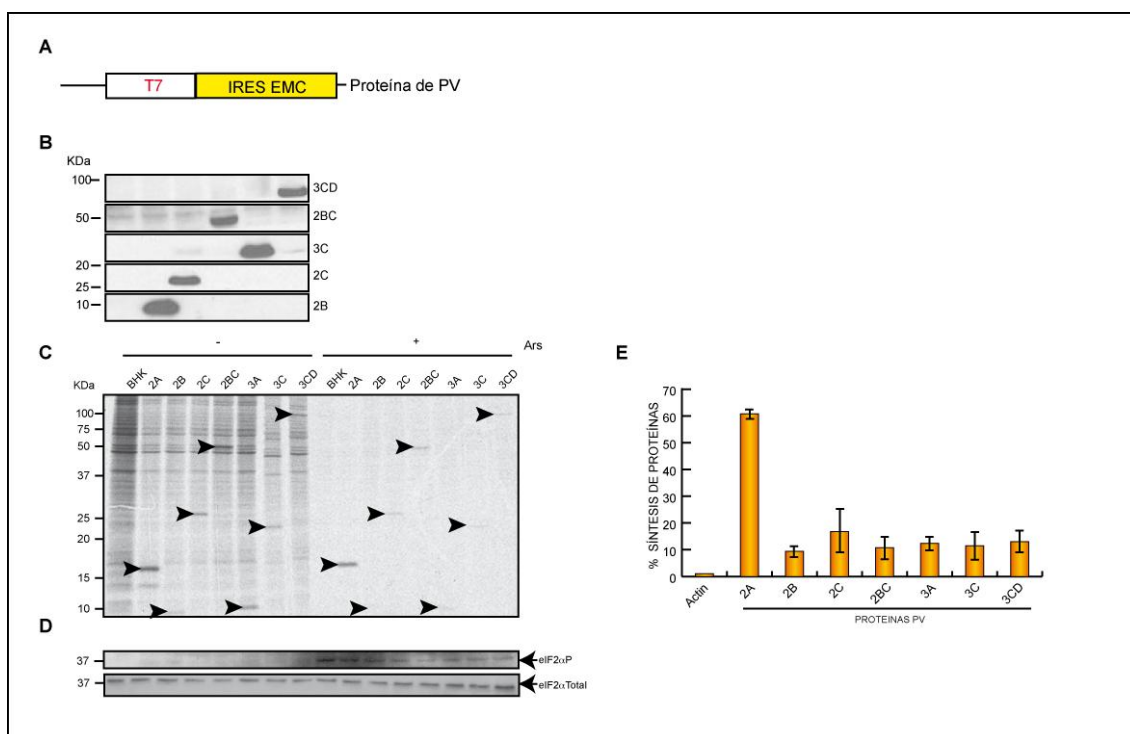 A
T7 IRES EMC Proteína de PV
B
KDa
100 3CD
50 2BC
3C
20
25 2C
10 2B
C
- + Ars
KDa BHK 2A 2B 2C 2BC 3A 3C 3CD BHK 2A 2B 2C 2BC 3A 3C 3CD
100
75
50
37
25
20
15
10
D
37 eIF2αP
37 eIF2αTotal
E
% SÍNTESIS DE PROTEÍNAS
70
60
50
40
30
20
10
0
Actin 2A 2B 2C 2BC 3A 3C 3CD
PROTEINAS PV